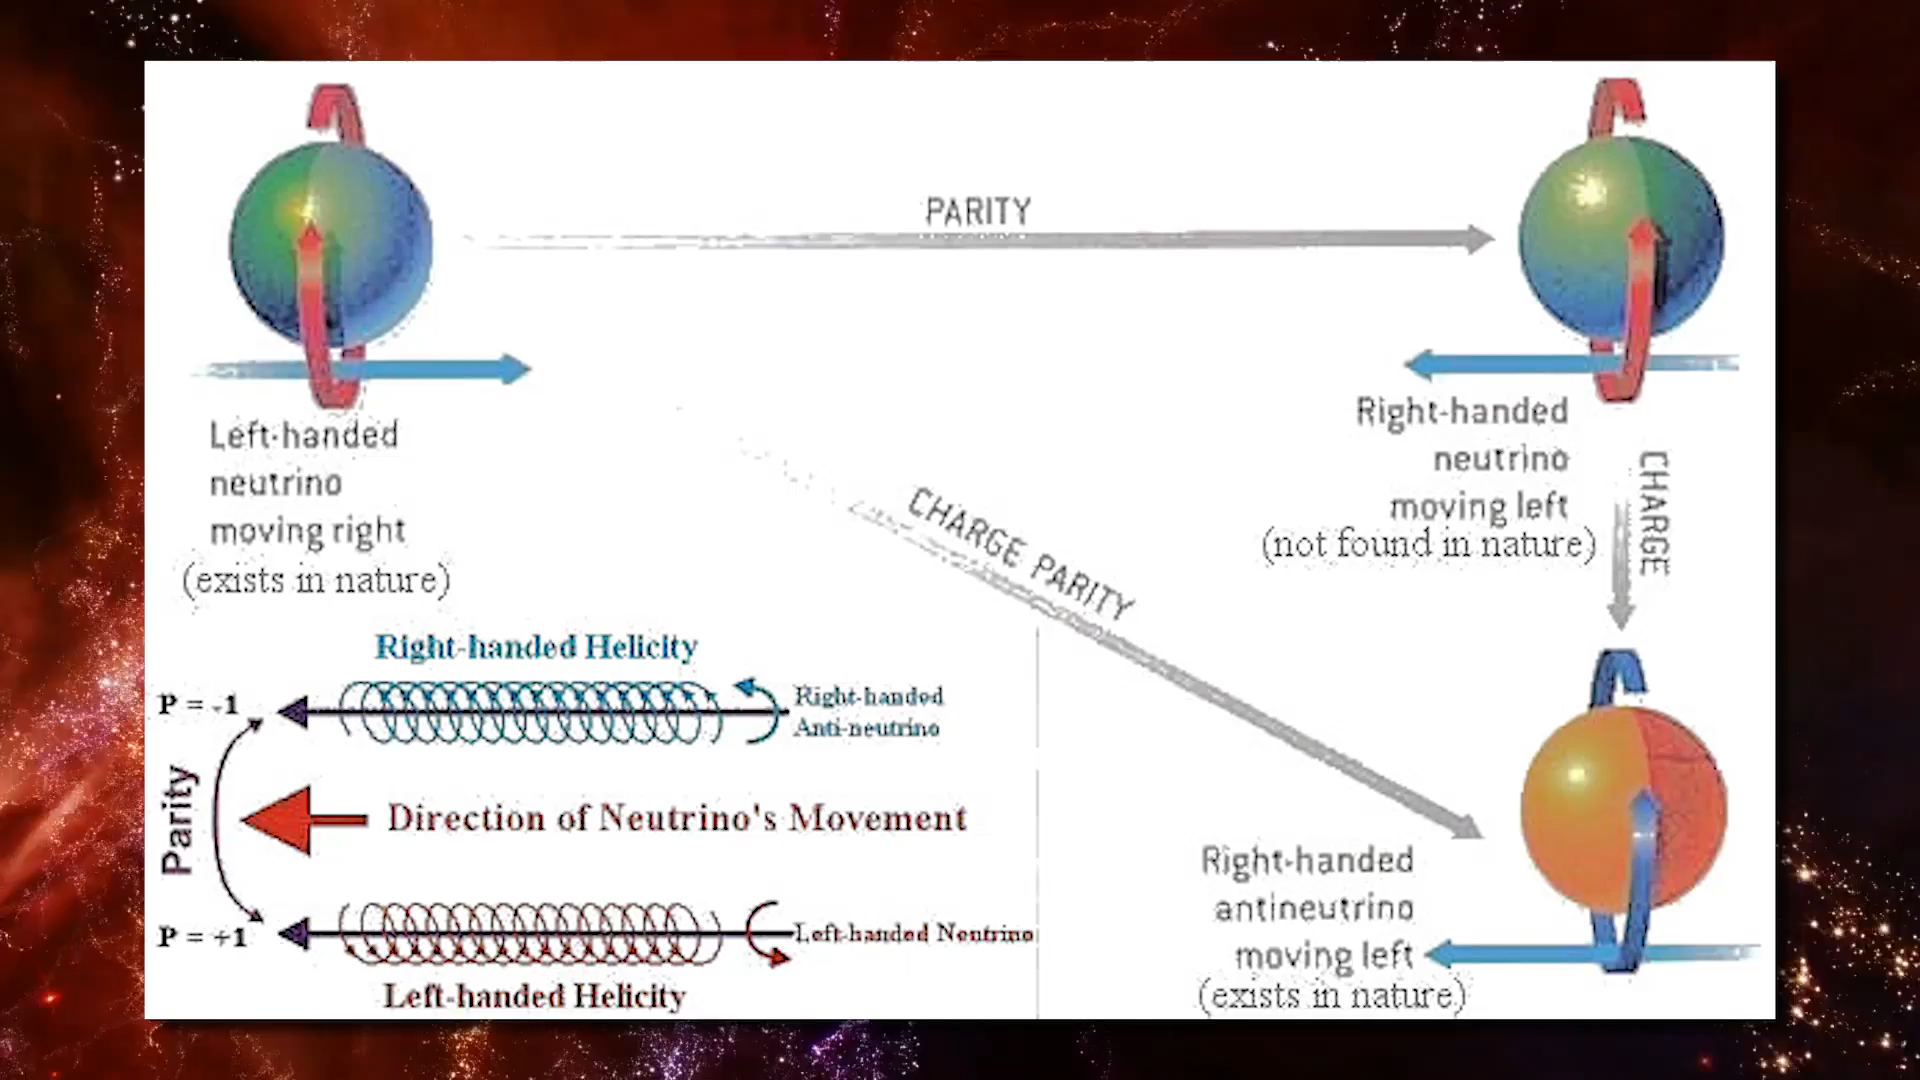 PARITY
Left-handed
neutrino
moving right
(exists in nature)
Right-handed
neutrino
moving left
(not found in nature)
CHARGE
CHARGE PARITY
Right-handed Helicity
P = -1
Right-handed
Anti-neutrino
Parity
Direction of Neutrino's Movement
P = +1
Left-handed Neutrino
Left-handed Helicity
Right-handed
antineutrino
moving left
(exists in nature)